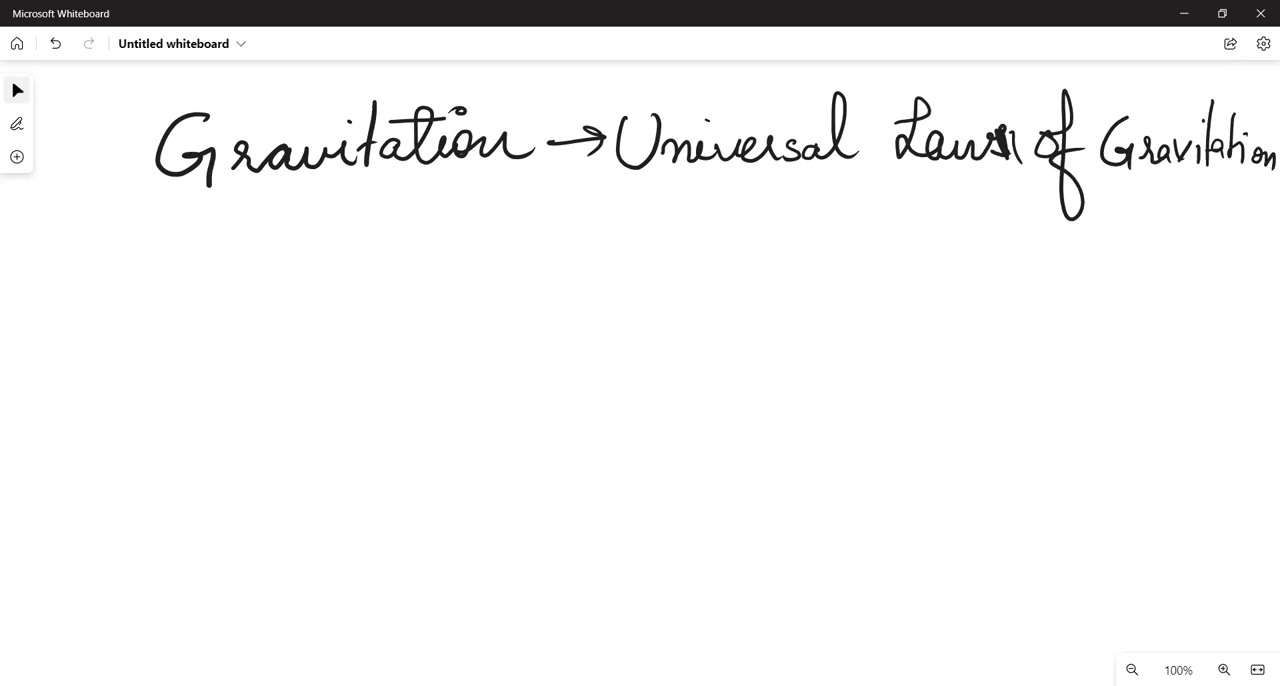 Microsoft Whiteboard
Untitled whiteboard
Gravitation → Universal Law of Gravitation
100%